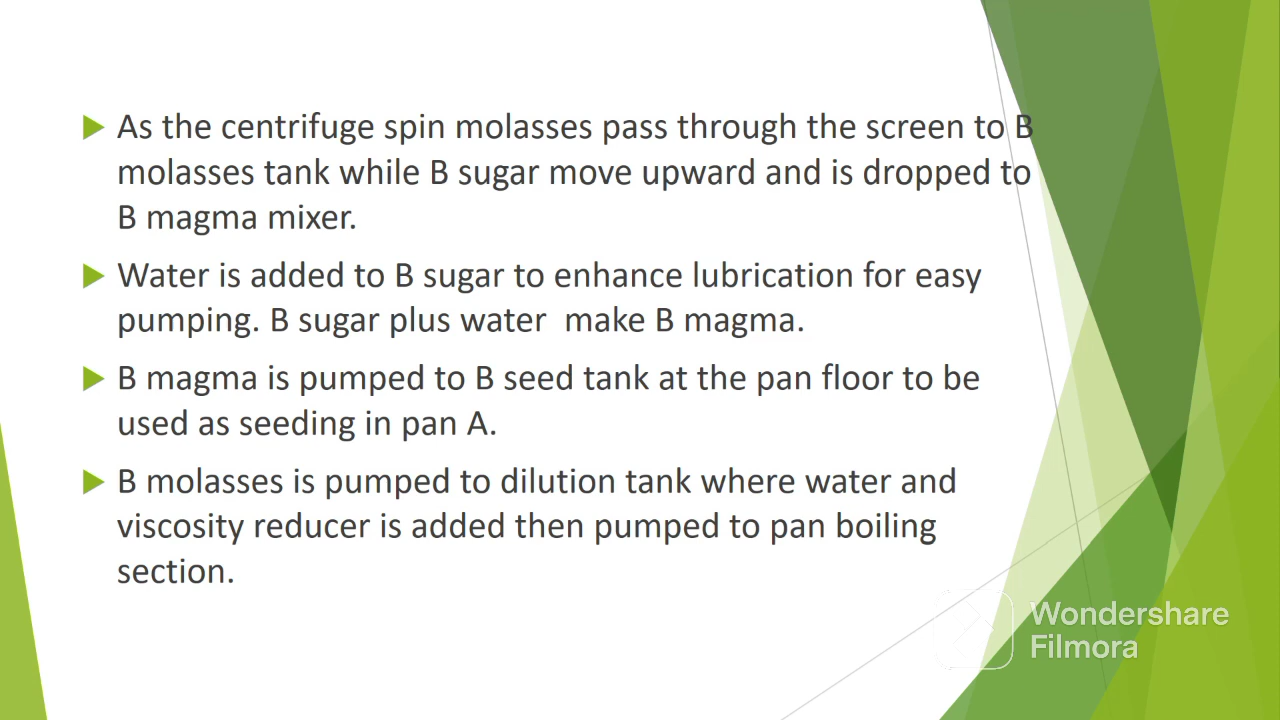 As the centrifuge spin molasses pass through the screen to B
molasses tank while B sugar move upward and is dropped to
B magma mixer.
Water is added to B sugar to enhance lubrication for easy
pumping. B sugar plus water  make B magma.
B magma is pumped to B seed tank at the pan floor to be
used as seeding in pan A.
B molasses is pumped to dilution tank where water and
viscosity reducer is added then pumped to pan boiling
section.
Wondershare
Filmora